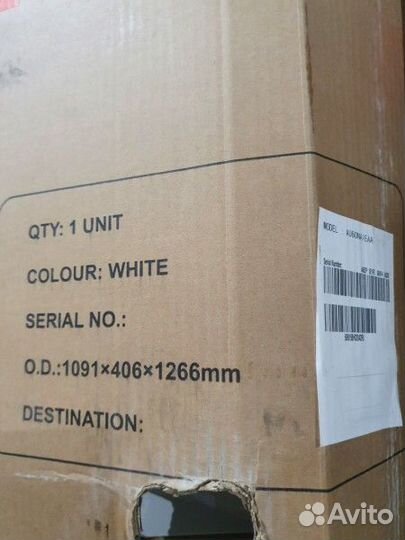 QTY: 1 UNIT
COLOUR: WHITE
SERIAL NO.:
O.D.:1091×406×1266mm
DESTINATION:
MODEL
Serial Number:
Avito